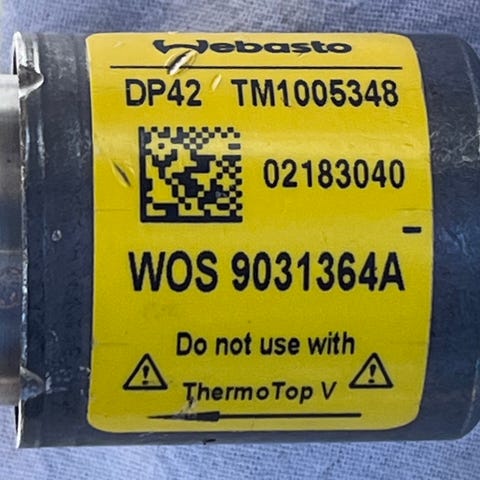 Webasto
DP42 TM1005348
02183040
WOS 9031364A
Do not use with
ThermoTop V